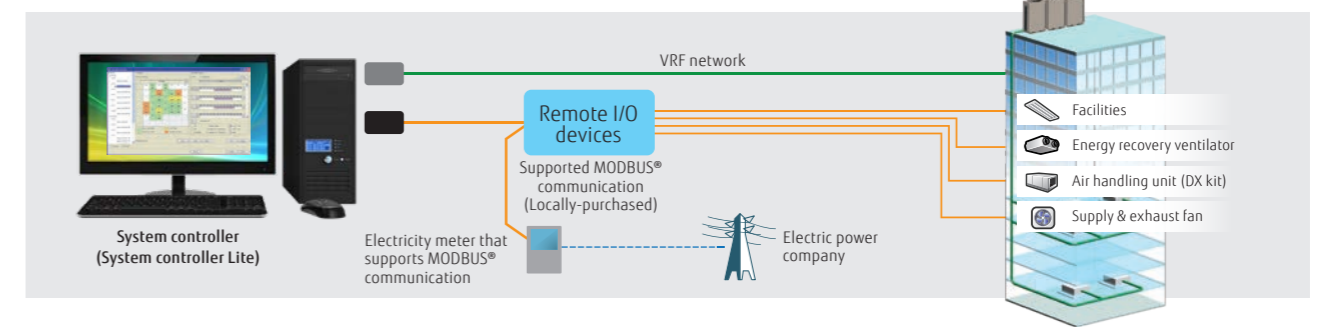 VRF network
Remote I/O
devices
Supported MODBUS®
communication
(Locally-purchased)
System controller
(System controller Lite)
Electricity meter that
supports MODBUS®
communication
Electric power
company
Facilities
Energy recovery ventilator
Air handling unit (DX kit)
Supply & exhaust fan